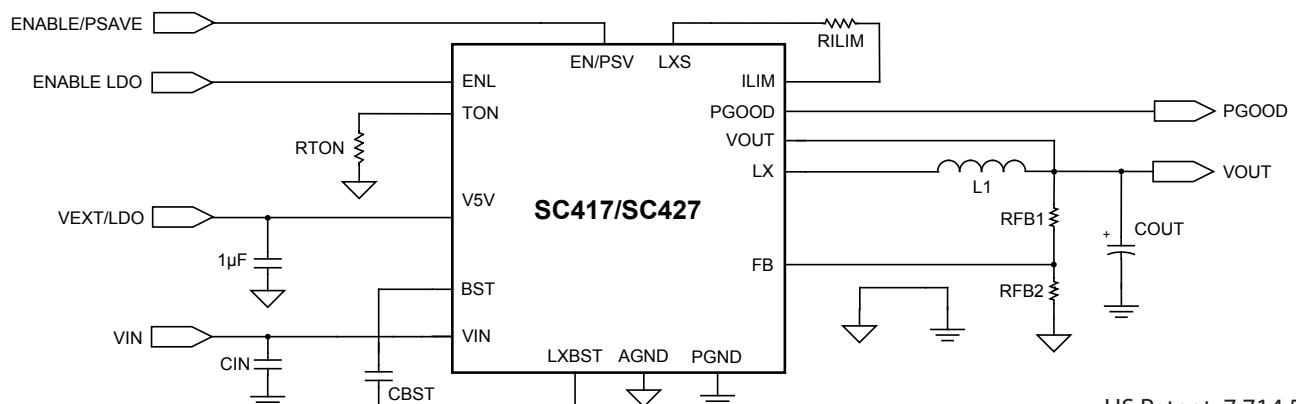 ENABLE/PSAVE
RILIM
EN/PSV
LXS
ENABLE LDO
ENL
ILIM
TON
PGOOD
PGOOD
RTON
VOUT
LX
L1
VOUT
V5V
SC417/SC427
VEXT/LDO
RFB1
+
COUT
1µF
FB
BST
RFB2
VIN
VIN
CIN
LXBST
AGND
PGND
CBST